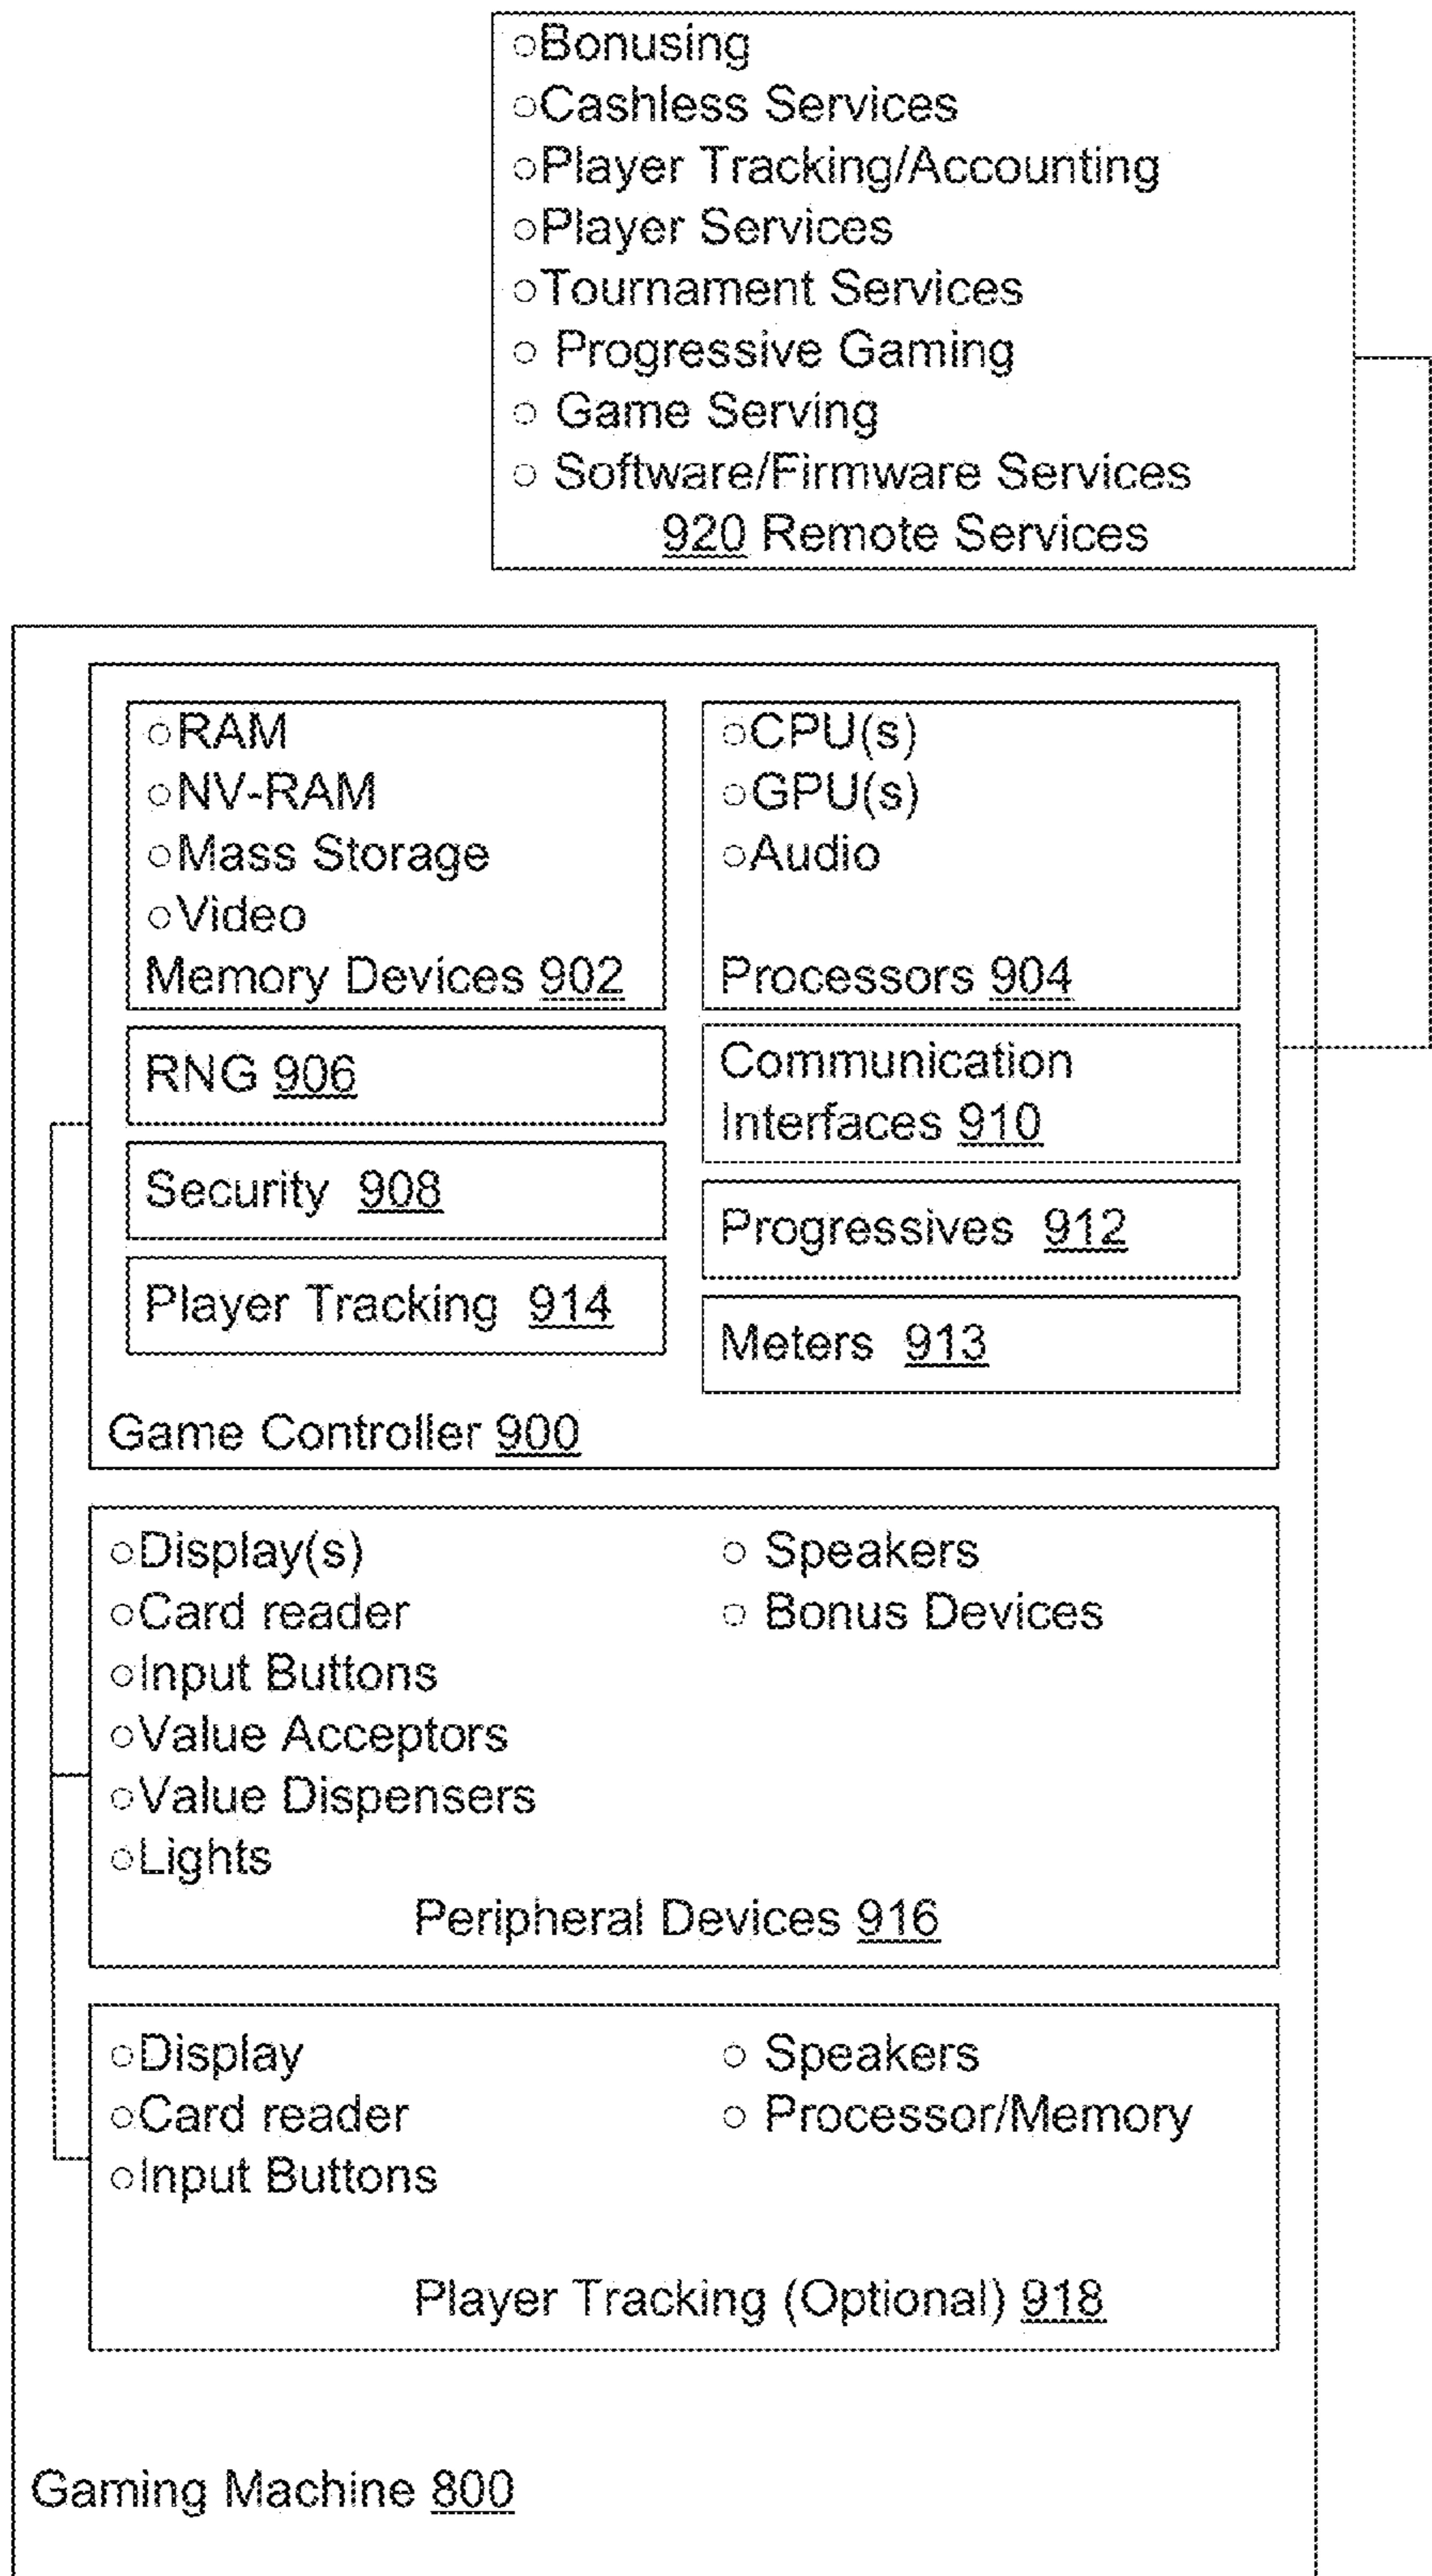 ○Bonusing
○Cashless Services
○Player Tracking/Accounting
○Player Services
○Tournament Services
○ Progressive Gaming
○ Game Serving
○ Software/Firmware Services
920 Remote Services
○RAM
○NV-RAM
○Mass Storage
○Video
Memory Devices 902
○CPU(s)
○GPU(s)
○Audio
Processors 904
RNG 906
Security 908
Player Tracking 914
Communication
Interfaces 910
Progressives 912
Meters 913
Game Controller 900
○Display(s)
○Card reader
○Input Buttons
○Value Acceptors
○Value Dispensers
○Lights
○ Speakers
○ Bonus Devices
Peripheral Devices 916
○Display
○Card reader
○Input Buttons
○ Speakers
○ Processor/Memory
Player Tracking (Optional) 918
Gaming Machine 800